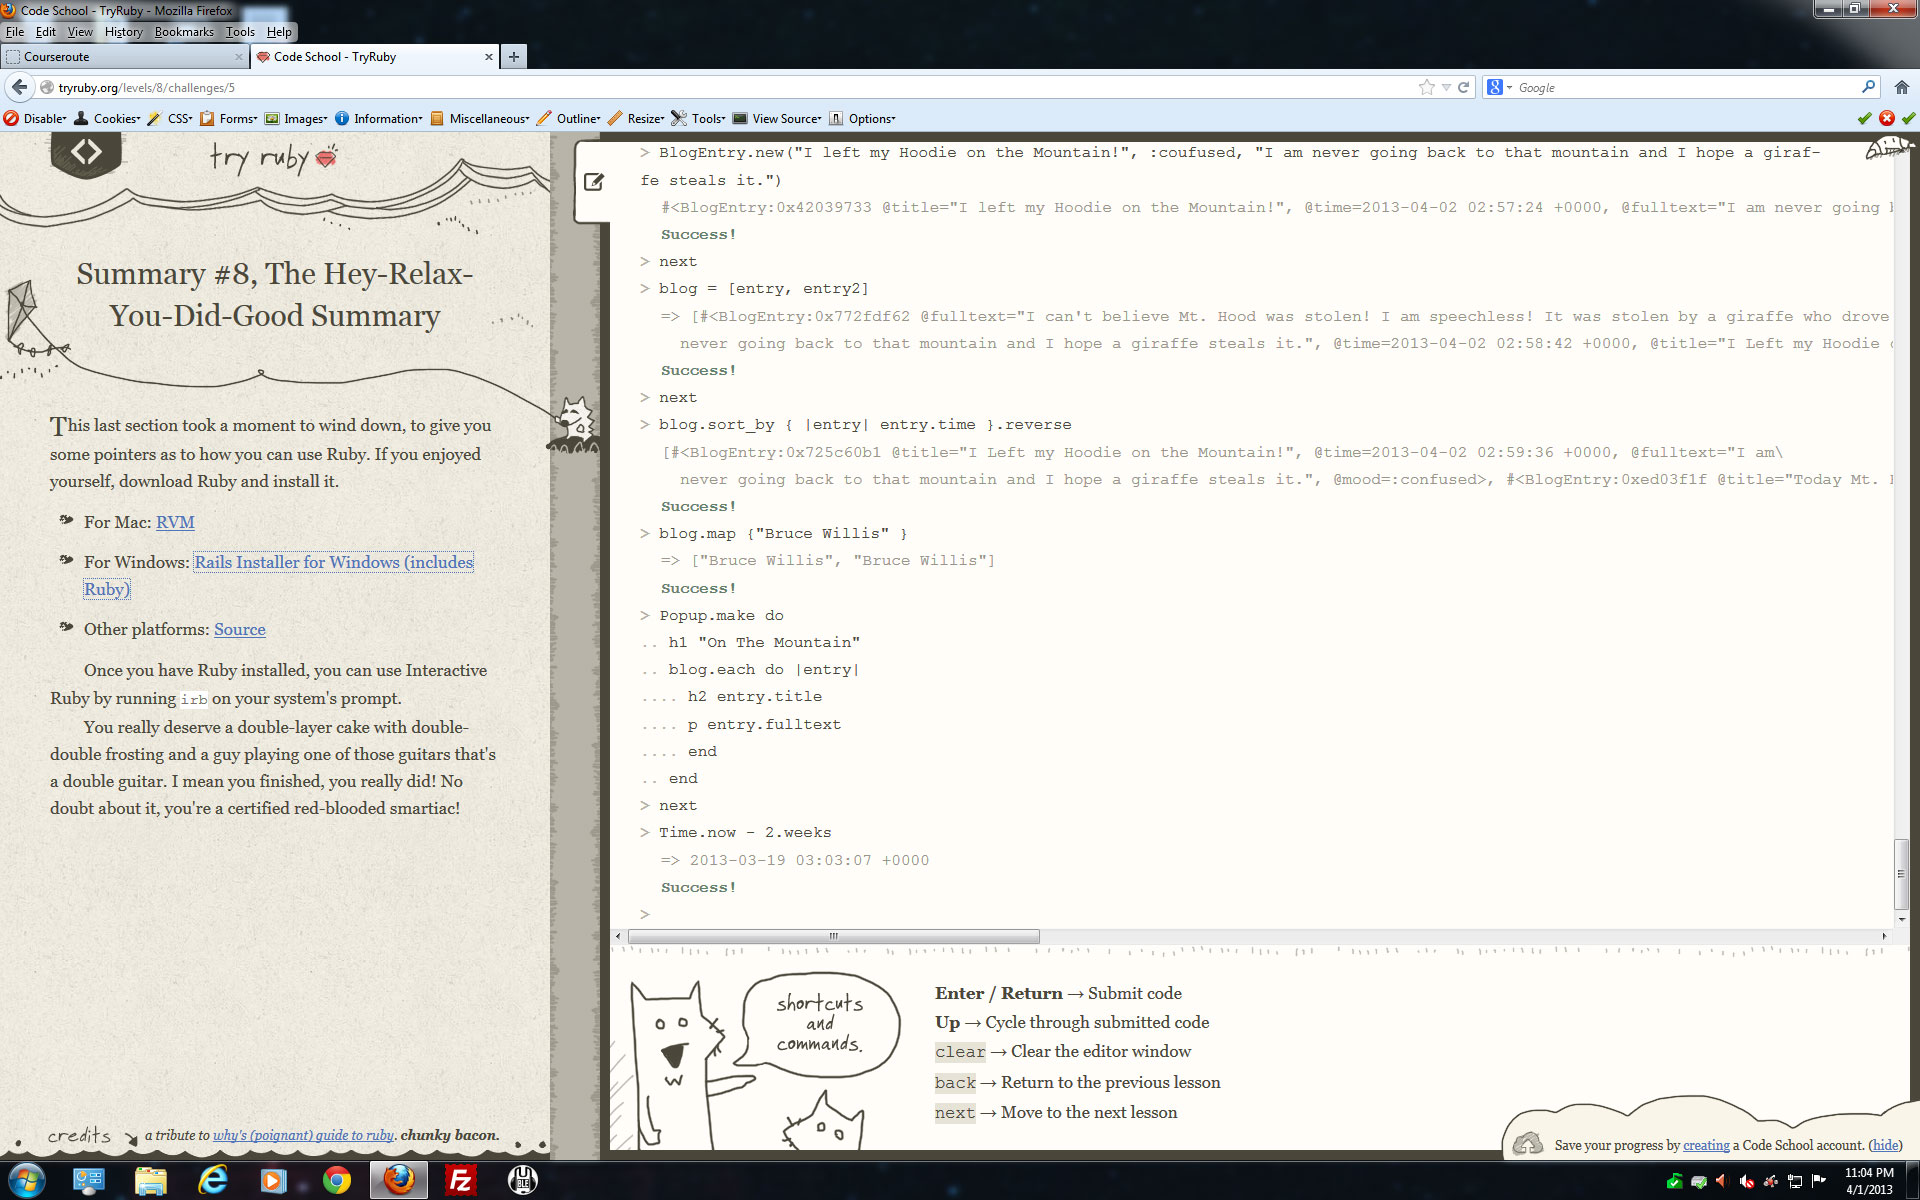 Code School - TryRuby - Mozilla Firefox
File Edit View History Bookmarks Tools Help
Courseroute
Code School - TryRuby
tryruby.org/levels/8/challenges/5
Google
Disable Cookies CSS Forms Images Information Miscellaneous Outline Resize Tools View Source Options
try ruby
Summary #8, The Hey-Relax-
You-Did-Good Summary
This last section took a moment to wind down, to give you
some pointers as to how you can use Ruby. If you enjoyed
yourself, download Ruby and install it.
For Mac: RVM
For Windows: Rails Installer for Windows (includes
Ruby)
Other platforms: Source
Once you have Ruby installed, you can use Interactive
Ruby by running irb on your system's prompt.
You really deserve a double-layer cake with double-
double frosting and a guy playing one of those guitars that's
a double guitar. I mean you finished, you really did! No
doubt about it, you're a certified red-blooded smartiac!
credits
a tribute to why's (poignant) guide to ruby. chunky bacon.
> BlogEntry.new("I left my Hoodie on the Mountain!", :coufused, "I am never going back to that mountain and I hope a giraf-
fe steals it.")
#<BlogEntry:0x42039733 @title="I left my Hoodie on the Mountain!", @time=2013-04-02 02:57:24 +0000, @fulltext="I am never going
Success!
> next
> blog = [entry, entry2]
=> [#<BlogEntry:0x772fdf62 @fulltext="I can't believe Mt. Hood was stolen! I am speechless! It was stolen by a giraffe who drove
never going back to that mountain and I hope a giraffe steals it.", @time=2013-04-02 02:58:42 +0000, @title="I Left my Hoodie
Success!
> next
> blog.sort_by { |entry| entry.time }.reverse
[#<BlogEntry:0x725c60b1 @title="I Left my Hoodie on the Mountain!", @time=2013-04-02 02:59:36 +0000, @fulltext="I am\
never going back to that mountain and I hope a giraffe steals it.", @mood=:confused>, #<BlogEntry:0xed03f1f @title="Today Mt.
Success!
> blog.map {"Bruce Willis" }
=> ["Bruce Willis", "Bruce Willis"]
Success!
> Popup.make do
.. h1 "On The Mountain"
.. blog.each do |entry|
.... h2 entry.title
.... p entry.fulltext
.... end
.. end
> next
> Time.now - 2.weeks
=> 2013-03-19 03:03:07 +0000
Success!
>
shortcuts
and
commands.
Enter / Return → Submit code
Up → Cycle through submitted code
clear → Clear the editor window
back → Return to the previous lesson
next → Move to the next lesson
Save your progress by creating a Code School account. (hide)
11:04 PM
4/1/2013